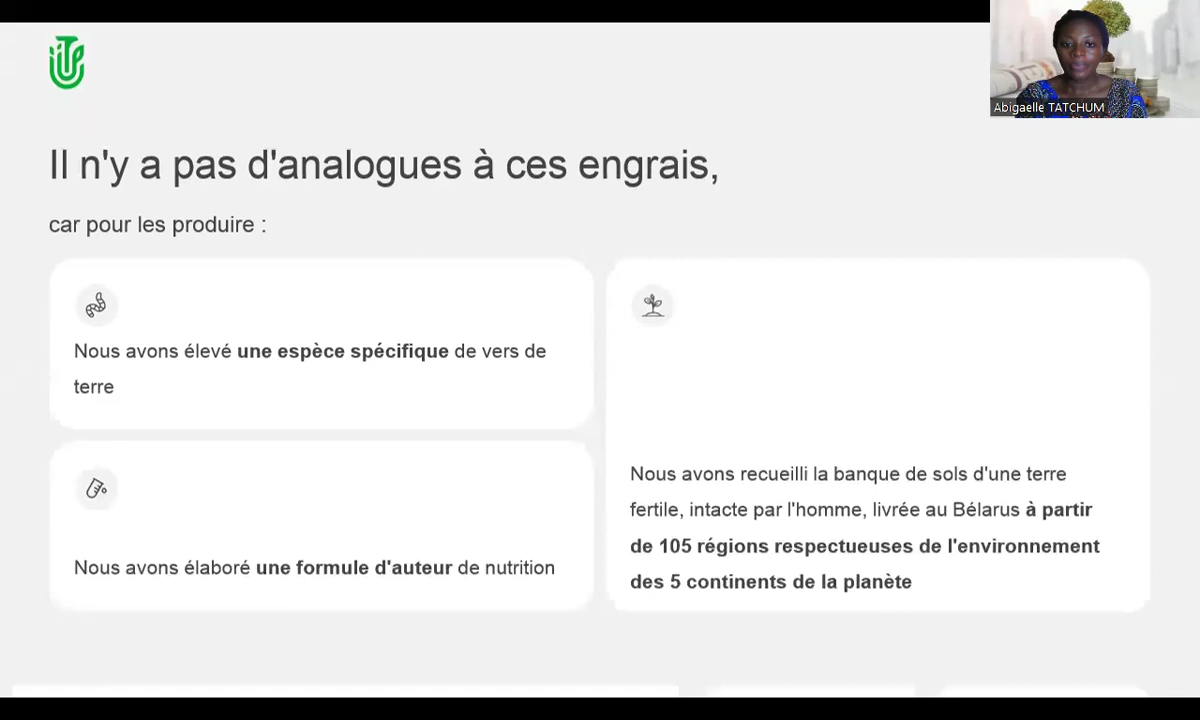 Abigaelle TATCHUM
Il n'y a pas d'analogues à ces engrais,
car pour les produire :
Nous avons élevé une espèce spécifique de vers de
terre
Nous avons élaboré une formule d'auteur de nutrition
Nous avons recueilli la banque de sols d'une terre
fertile, intacte par l'homme, livrée au Bélarus à partir
de 105 régions respectueuses de l'environnement
des 5 continents de la planète